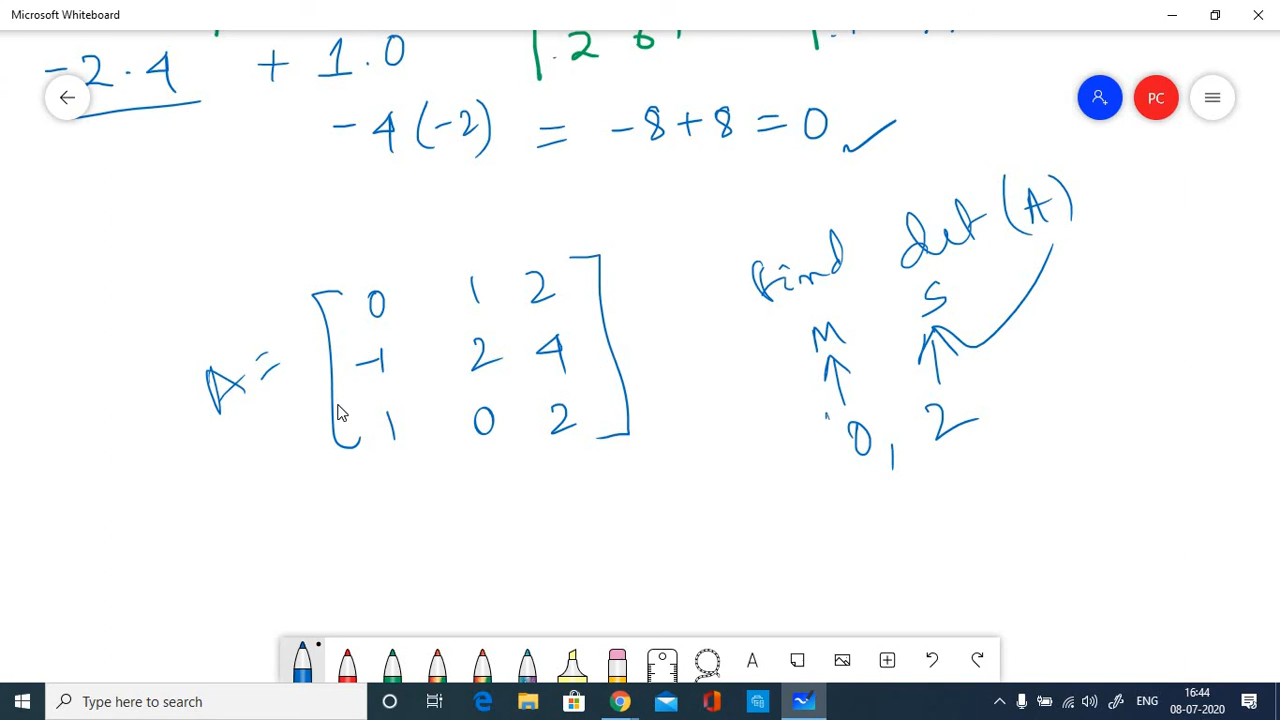 Microsoft Whiteboard
-2.4 + 1.0
-4(-2) = -8+8 = 0
PC
Find det(A)
A = [0 1 2
-1 2 4
1 0 2]
M S
0, 2
A
Type here to search
ENG
16:44
08-07-2020